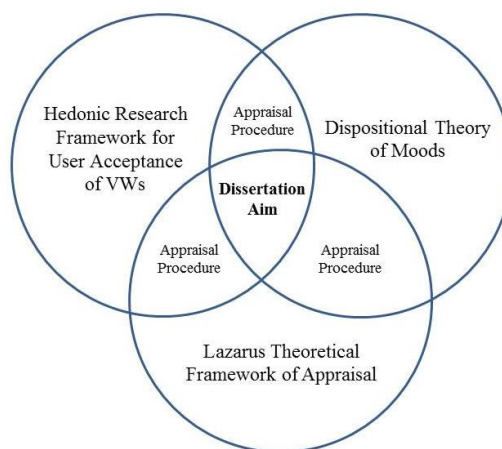 Hedonic Research
Framework for
User Acceptance
of VWs
Appraisal
Procedure
Dispositional Theory
of Moods
Dissertation
Aim
Appraisal
Procedure
Appraisal
Procedure
Lazarus Theoretical
Framework of Appraisal